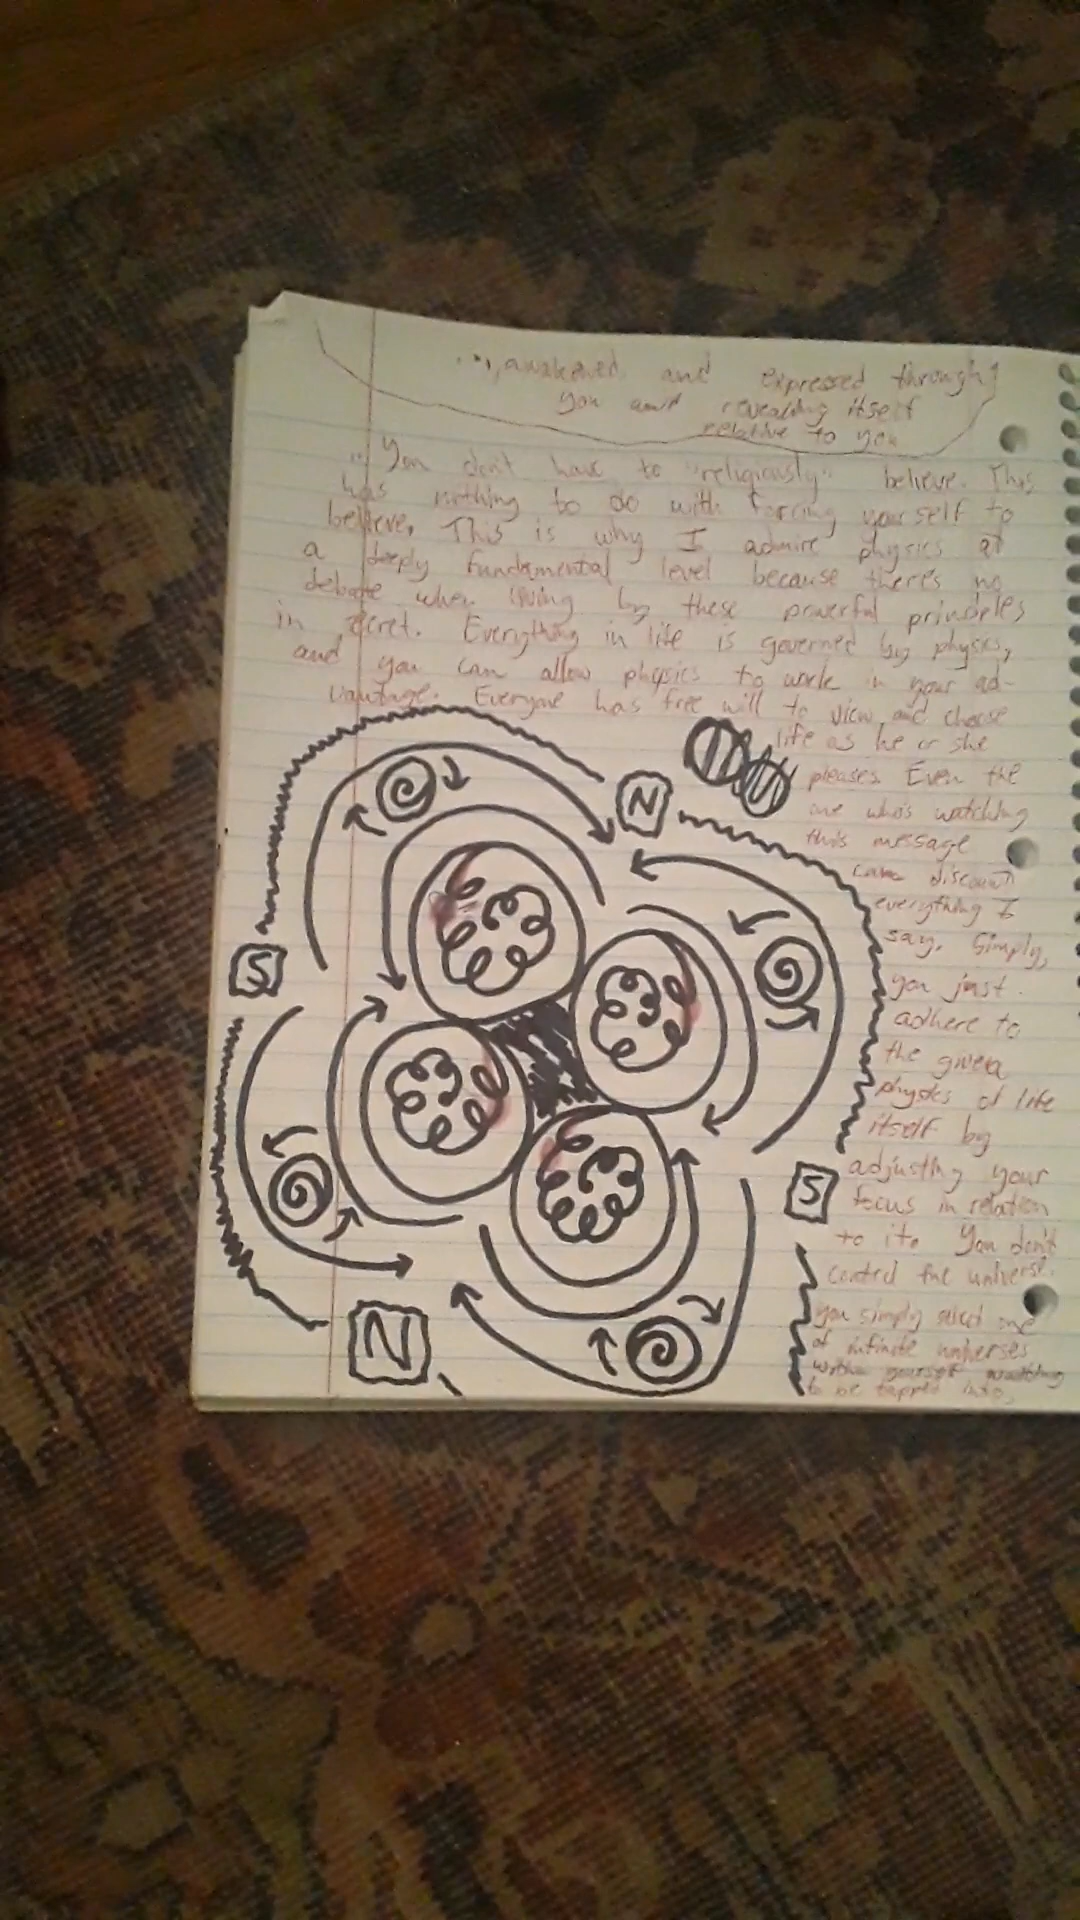 ..., awakened and expressed through
you and revealing itself
relative to you
... You don't have to "religiously" believe. This
has nothing to do with forcing yourself to
believe. This is why I admire physics at
a deeply fundamental level because there's no
debate when living by these powerful principles
in secret. Everything in life is governed by physics,
and you can allow physics to work in your ad-
vantage. Everyone has free will to view and choose
life as he or she
pleases. Even the
one who's watching
this message
can discount
everything I
say. Simply,
you just
adhere to
the given
physics of life
itself by
adjusting your
focus in relation
to it. You don't
control the universe.
you simply select one
of infinite universes
within yourself waiting
to be tapped into.
N
S
S
N